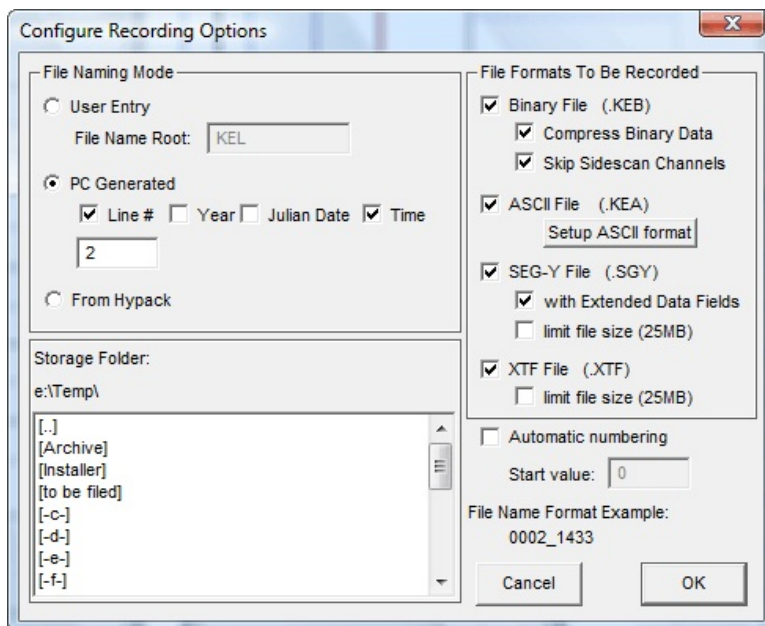 Configure Recording Options
File Naming Mode
User Entry
File Name Root: KEL
PC Generated
Line # Year Julian Date Time
2
From Hypack
Storage Folder:
e:\Temp\
[..]
[Archive]
[Installer]
[to be filed]
[-c-]
[-d-]
[-e-]
[-f-]
File Formats To Be Recorded
Binary File (.KEB)
Compress Binary Data
Skip Sidescan Channels
ASCII File (.KEA)
Setup ASCII format
SEG-Y File (.SGY)
with Extended Data Fields
limit file size (25MB)
XTF File (.XTF)
limit file size (25MB)
Automatic numbering
Start value: 0
File Name Format Example:
0002_1433
Cancel OK